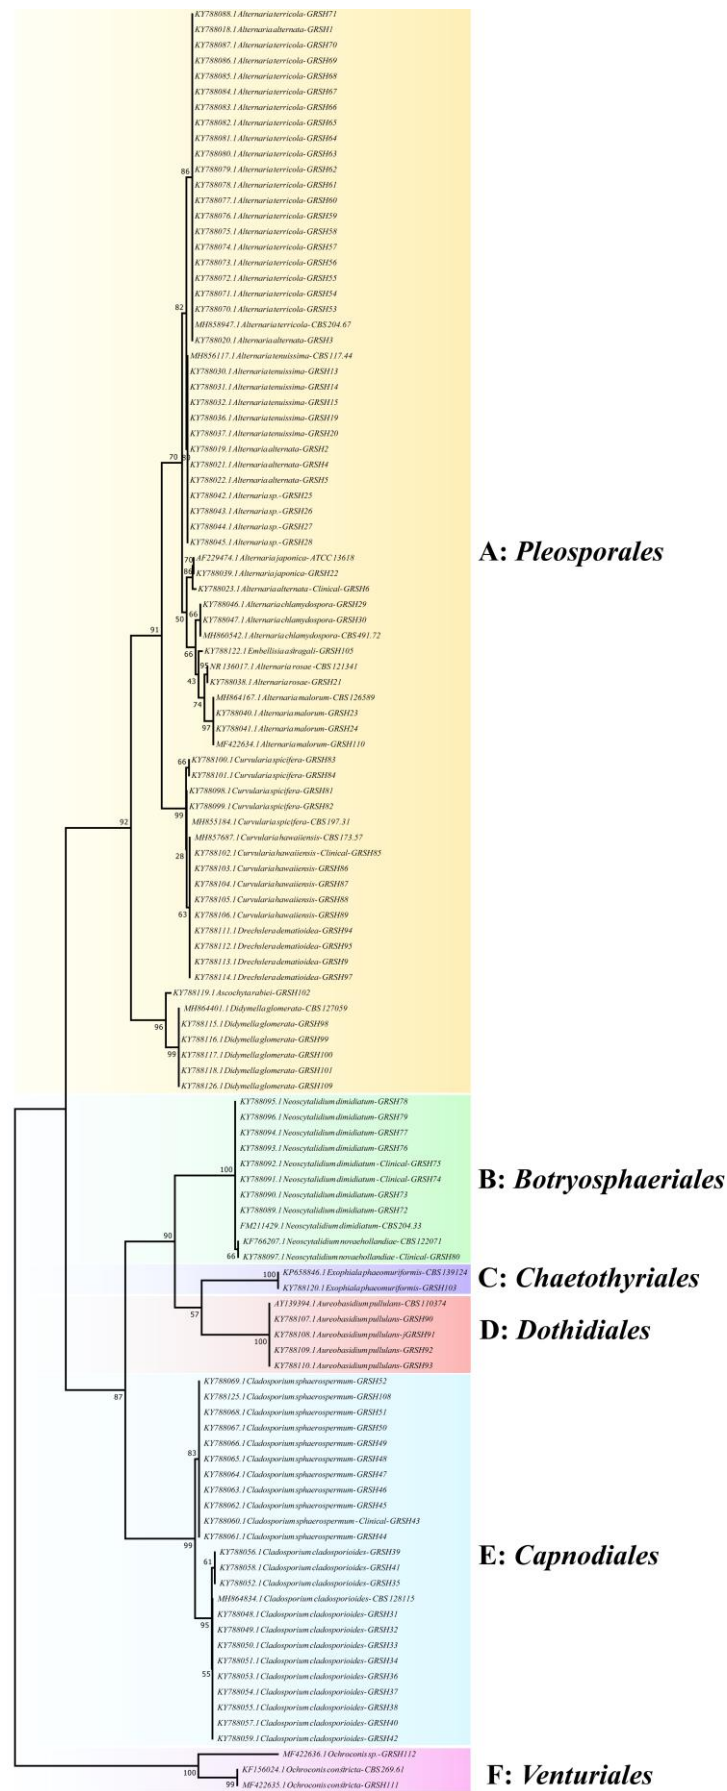 KY788088.1 Alternaria terricola-GRSH71
KY788018.1 Alternaria alternata-GRSH1
KY788087.1 Alternaria terricola-GRSH70
KY788086.1 Alternaria terricola-GRSH69
KY788085.1 Alternaria terricola-GRSH68
KY788084.1 Alternaria terricola-GRSH67
KY788083.1 Alternaria terricola-GRSH66
KY788082.1 Alternaria terricola-GRSH65
KY788081.1 Alternaria terricola-GRSH64
KY788080.1 Alternaria terricola-GRSH63
86 KY788079.1 Alternaria terricola-GRSH62
KY788078.1 Alternaria terricola-GRSH61
KY788077.1 Alternaria terricola-GRSH60
KY788076.1 Alternaria terricola-GRSH59
KY788075.1 Alternaria terricola-GRSH58
KY788074.1 Alternaria terricola-GRSH57
KY788073.1 Alternaria terricola-GRSH56
KY788072.1 Alternaria terricola-GRSH55
KY788071.1 Alternaria terricola-GRSH54
82 KY788070.1 Alternaria terricola-GRSH53
MH858947.1 Alternaria terricola-CBS 204.67
KY788020.1 Alternaria alternata-GRSH3
MH856117.1 Alternaria tenuissima-CBS 117.44
KY788030.1 Alternaria tenuissima-GRSH13
KY788031.1 Alternaria tenuissima-GRSH14
KY788032.1 Alternaria tenuissima-GRSH15
KY788036.1 Alternaria tenuissima-GRSH19
KY788037.1 Alternaria tenuissima-GRSH20
KY788019.1 Alternaria alternata-GRSH2
70 KY788021.1 Alternaria alternata-GRSH4
KY788022.1 Alternaria alternata-GRSH5
KY788042.1 Alternaria sp.-GRSH25
KY788043.1 Alternaria sp.-GRSH26
KY788044.1 Alternaria sp.-GRSH27
KY788045.1 Alternaria sp.-GRSH28
A: Pleosporales
70 AF229474.1 Alternaria japonica-ATCC 13618
86 KY788039.1 Alternaria japonica-GRSH22
KY788023.1 Alternaria alternata-Clinical-GRSH6
KY788046.1 Alternaria chlamydospora-GRSH29
50 66 KY788047.1 Alternaria chlamydospora-GRSH30
91 MH860542.1 Alternaria chlamydospora-CBS 491.72
66 KY788122.1 Embellisia astragali-GRSH105
95 NR 136017.1 Alternaria rosae-CBS 121341
43 KY788038.1 Alternaria rosae-GRSH21
74 MH864167.1 Alternaria malorum-CBS 126589
KY788040.1 Alternaria malorum-GRSH23
97 KY788041.1 Alternaria malorum-GRSH24
MF422634.1 Alternaria malorum-GRSH110
66 KY788100.1 Curvularia spicifera-GRSH83
KY788101.1 Curvularia spicifera-GRSH84
KY788098.1 Curvularia spicifera-GRSH81
KY788099.1 Curvularia spicifera-GRSH82
99 92 MH855184.1 Curvularia spicifera-CBS 197.31
MH857687.1 Curvularia hawaiiensis-CBS 173.57
28 KY788102.1 Curvularia hawaiiensis-Clinical-GRSH85
KY788103.1 Curvularia hawaiiensis-GRSH86
KY788104.1 Curvularia hawaiiensis-GRSH87
KY788105.1 Curvularia hawaiiensis-GRSH88
63 KY788106.1 Curvularia hawaiiensis-GRSH89
KY788111.1 Drechslera dematioidea-GRSH94
KY788112.1 Drechslera dematioidea-GRSH95
KY788113.1 Drechslera dematioidea-GRSH9
KY788114.1 Drechslera dematioidea-GRSH97
KY788119.1 Ascochyta rabiei-GRSH102
MH864401.1 Didymella glomerata-CBS 127059
96 KY788115.1 Didymella glomerata-GRSH98
KY788116.1 Didymella glomerata-GRSH99
99 KY788117.1 Didymella glomerata-GRSH100
KY788118.1 Didymella glomerata-GRSH101
KY788126.1 Didymella glomerata-GRSH109
KY788095.1 Neoscytalidium dimidiatum-GRSH78
KY788096.1 Neoscytalidium dimidiatum-GRSH79
KY788094.1 Neoscytalidium dimidiatum-GRSH77
KY788093.1 Neoscytalidium dimidiatum-GRSH76
100 KY788092.1 Neoscytalidium dimidiatum-Clinical-GRSH75
KY788091.1 Neoscytalidium dimidiatum-Clinical-GRSH74
B: Botryosphaeriales
KY788090.1 Neoscytalidium dimidiatum-GRSH73
KY788089.1 Neoscytalidium dimidiatum-GRSH72
FM211429.1 Neoscytalidium dimidiatum-CBS 204.33
90 KF766207.1 Neoscytalidium novaehollandiae-CBS 122071
66 KY788097.1 Neoscytalidium novaehollandiae-Clinical-GRSH80
100 KP658846.1 Exophiala phaeomuriformis-CBS 139124
C: Chaetothyriales
KY788120.1 Exophiala phaeomuriformis-GRSH103
57 AY139394.1 Aureobasidium pullulans-CBS 110374
KY788107.1 Aureobasidium pullulans-GRSH90
D: Dothidiales
100 KY788108.1 Aureobasidium pullulans-jGRSH91
KY788109.1 Aureobasidium pullulans-GRSH92
KY788110.1 Aureobasidium pullulans-GRSH93
KY788069.1 Cladosporium sphaerospermum-GRSH52
87 KY788125.1 Cladosporium sphaerospermum-GRSH108
KY788068.1 Cladosporium sphaerospermum-GRSH51
KY788067.1 Cladosporium sphaerospermum-GRSH50
KY788066.1 Cladosporium sphaerospermum-GRSH49
83 KY788065.1 Cladosporium sphaerospermum-GRSH48
KY788064.1 Cladosporium sphaerospermum-GRSH47
KY788063.1 Cladosporium sphaerospermum-GRSH46
KY788062.1 Cladosporium sphaerospermum-GRSH45
KY788060.1 Cladosporium sphaerospermum-Clinical-GRSH43
KY788061.1 Cladosporium sphaerospermum-GRSH44
99 KY788056.1 Cladosporium cladosporioides-GRSH39
E: Capnodiales
61 KY788058.1 Cladosporium cladosporioides-GRSH41
KY788052.1 Cladosporium cladosporioides-GRSH35
MH864834.1 Cladosporium cladosporioides-CBS 128115
KY788048.1 Cladosporium cladosporioides-GRSH31
95 KY788049.1 Cladosporium cladosporioides-GRSH32
KY788050.1 Cladosporium cladosporioides-GRSH33
KY788051.1 Cladosporium cladosporioides-GRSH34
55 KY788053.1 Cladosporium cladosporioides-GRSH36
KY788054.1 Cladosporium cladosporioides-GRSH37
KY788055.1 Cladosporium cladosporioides-GRSH38
KY788057.1 Cladosporium cladosporioides-GRSH40
KY788059.1 Cladosporium cladosporioides-GRSH42
MF422636.1 Ochroconis sp.-GRSH112
100 KF156024.1 Ochroconis constricta-CBS 269.61
F: Venturiales
99 MF422635.1 Ochroconis constricta-GRSH111